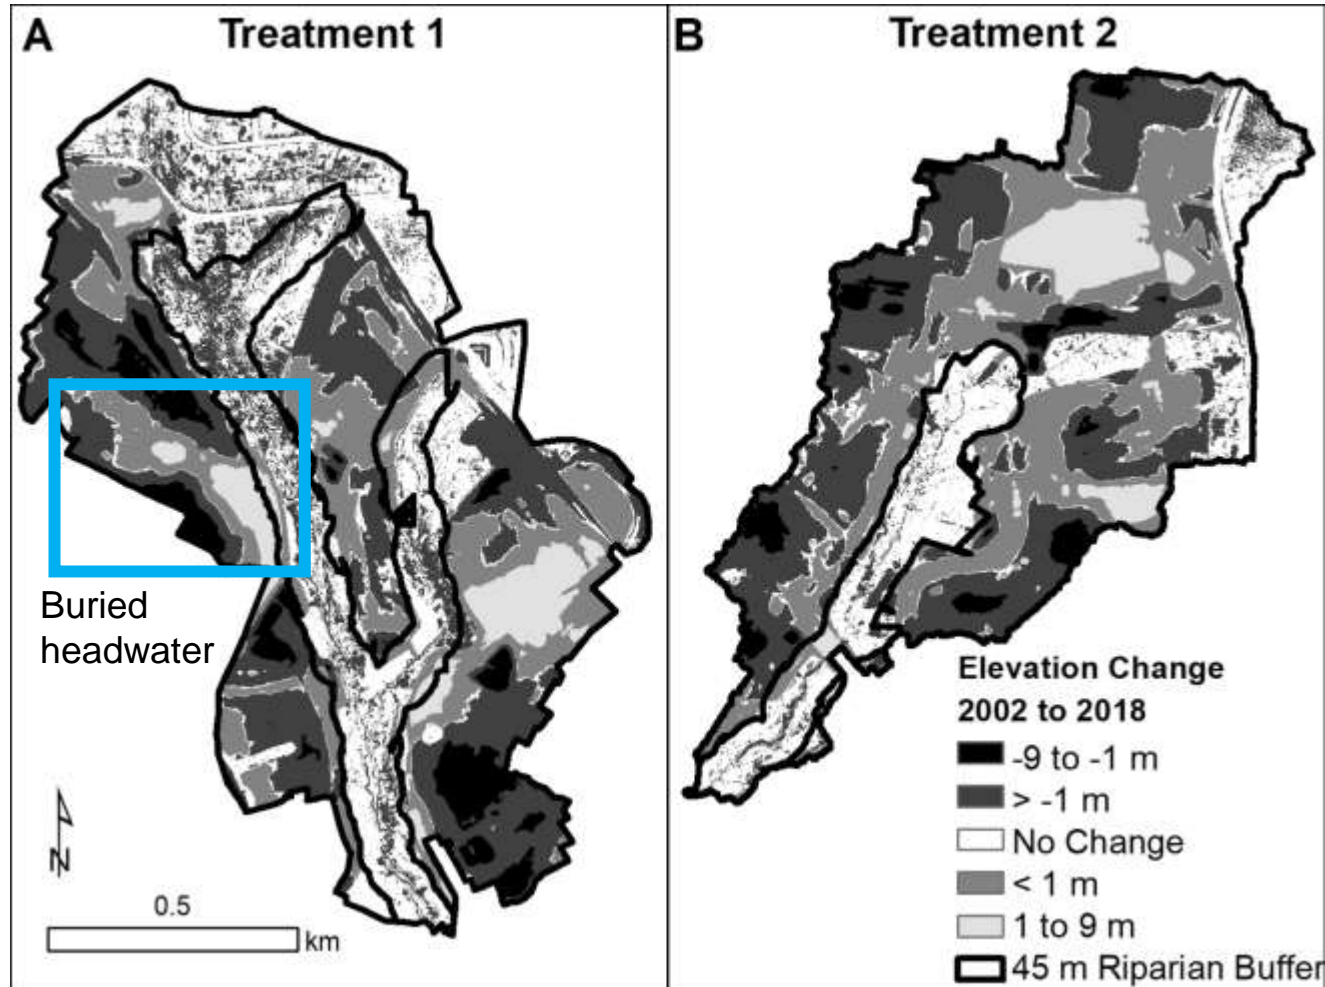 A
Treatment 1
Buried
headwater
N
0.5
km
B
Treatment 2
Elevation Change
2002 to 2018
-9 to -1 m
> -1 m
No Change
< 1 m
1 to 9 m
45 m Riparian Buffer